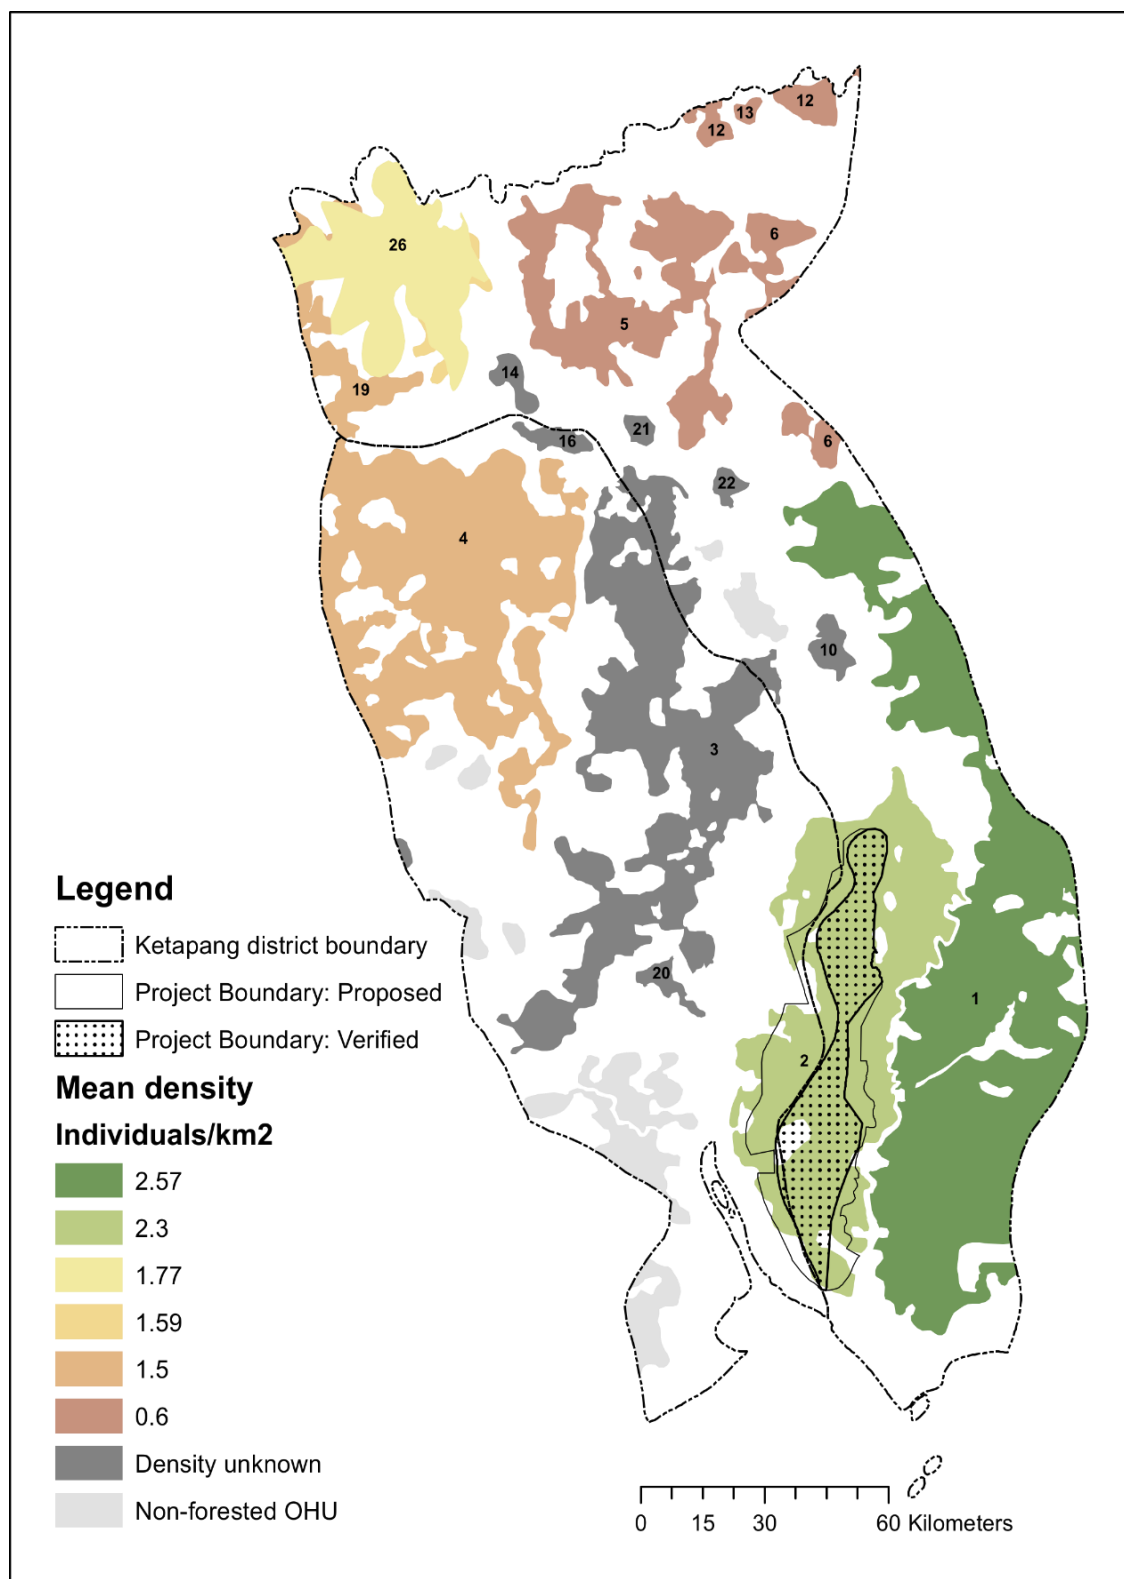 12
13
12
26
6
5
14
19
21
16
6
22
4
10
3
20
1
2
Legend
Ketapang district boundary
Project Boundary: Proposed
Project Boundary: Verified
Mean density
Individuals/km2
2.57
2.3
1.77
1.59
1.5
0.6
Density unknown
Non-forested OHU
0 15 30 60 Kilometers